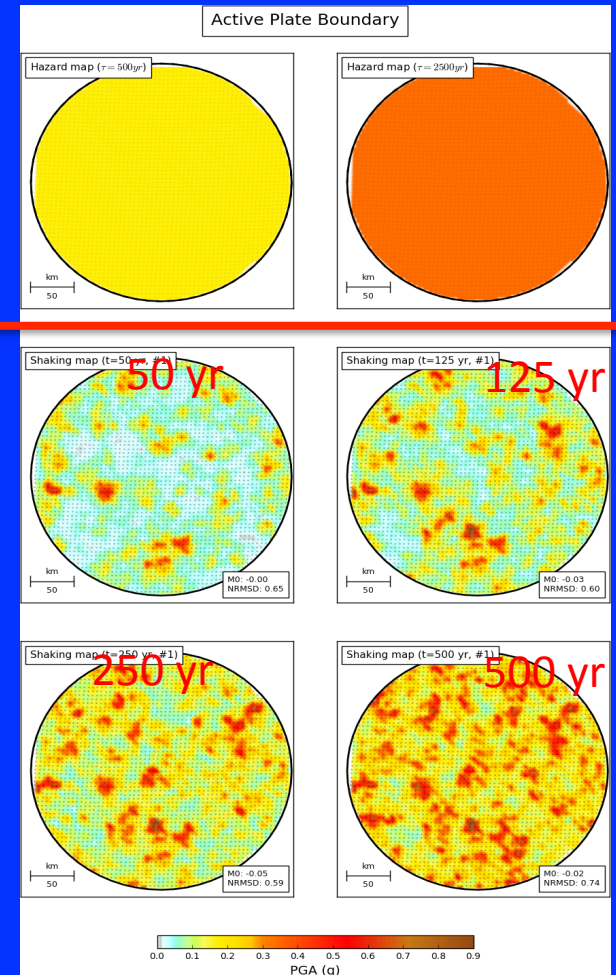 Active Plate Boundary
Hazard map (τ = 500yr)
km
50
Hazard map (τ = 2500yr)
km
50
Shaking map (t=50 yr, #1)
50 yr
km
50
M0: -0.00
NRMSD: 0.65
Shaking map (t=125 yr, #1)
125 yr
km
50
M0: -0.03
NRMSD: 0.60
Shaking map (t=250 yr, #1)
250 yr
km
50
M0: -0.05
NRMSD: 0.59
Shaking map (t=500 yr, #1)
500 yr
km
50
M0: -0.02
NRMSD: 0.74
0.0 0.1 0.2 0.3 0.4 0.5 0.6 0.7 0.8 0.9
PGA (g)